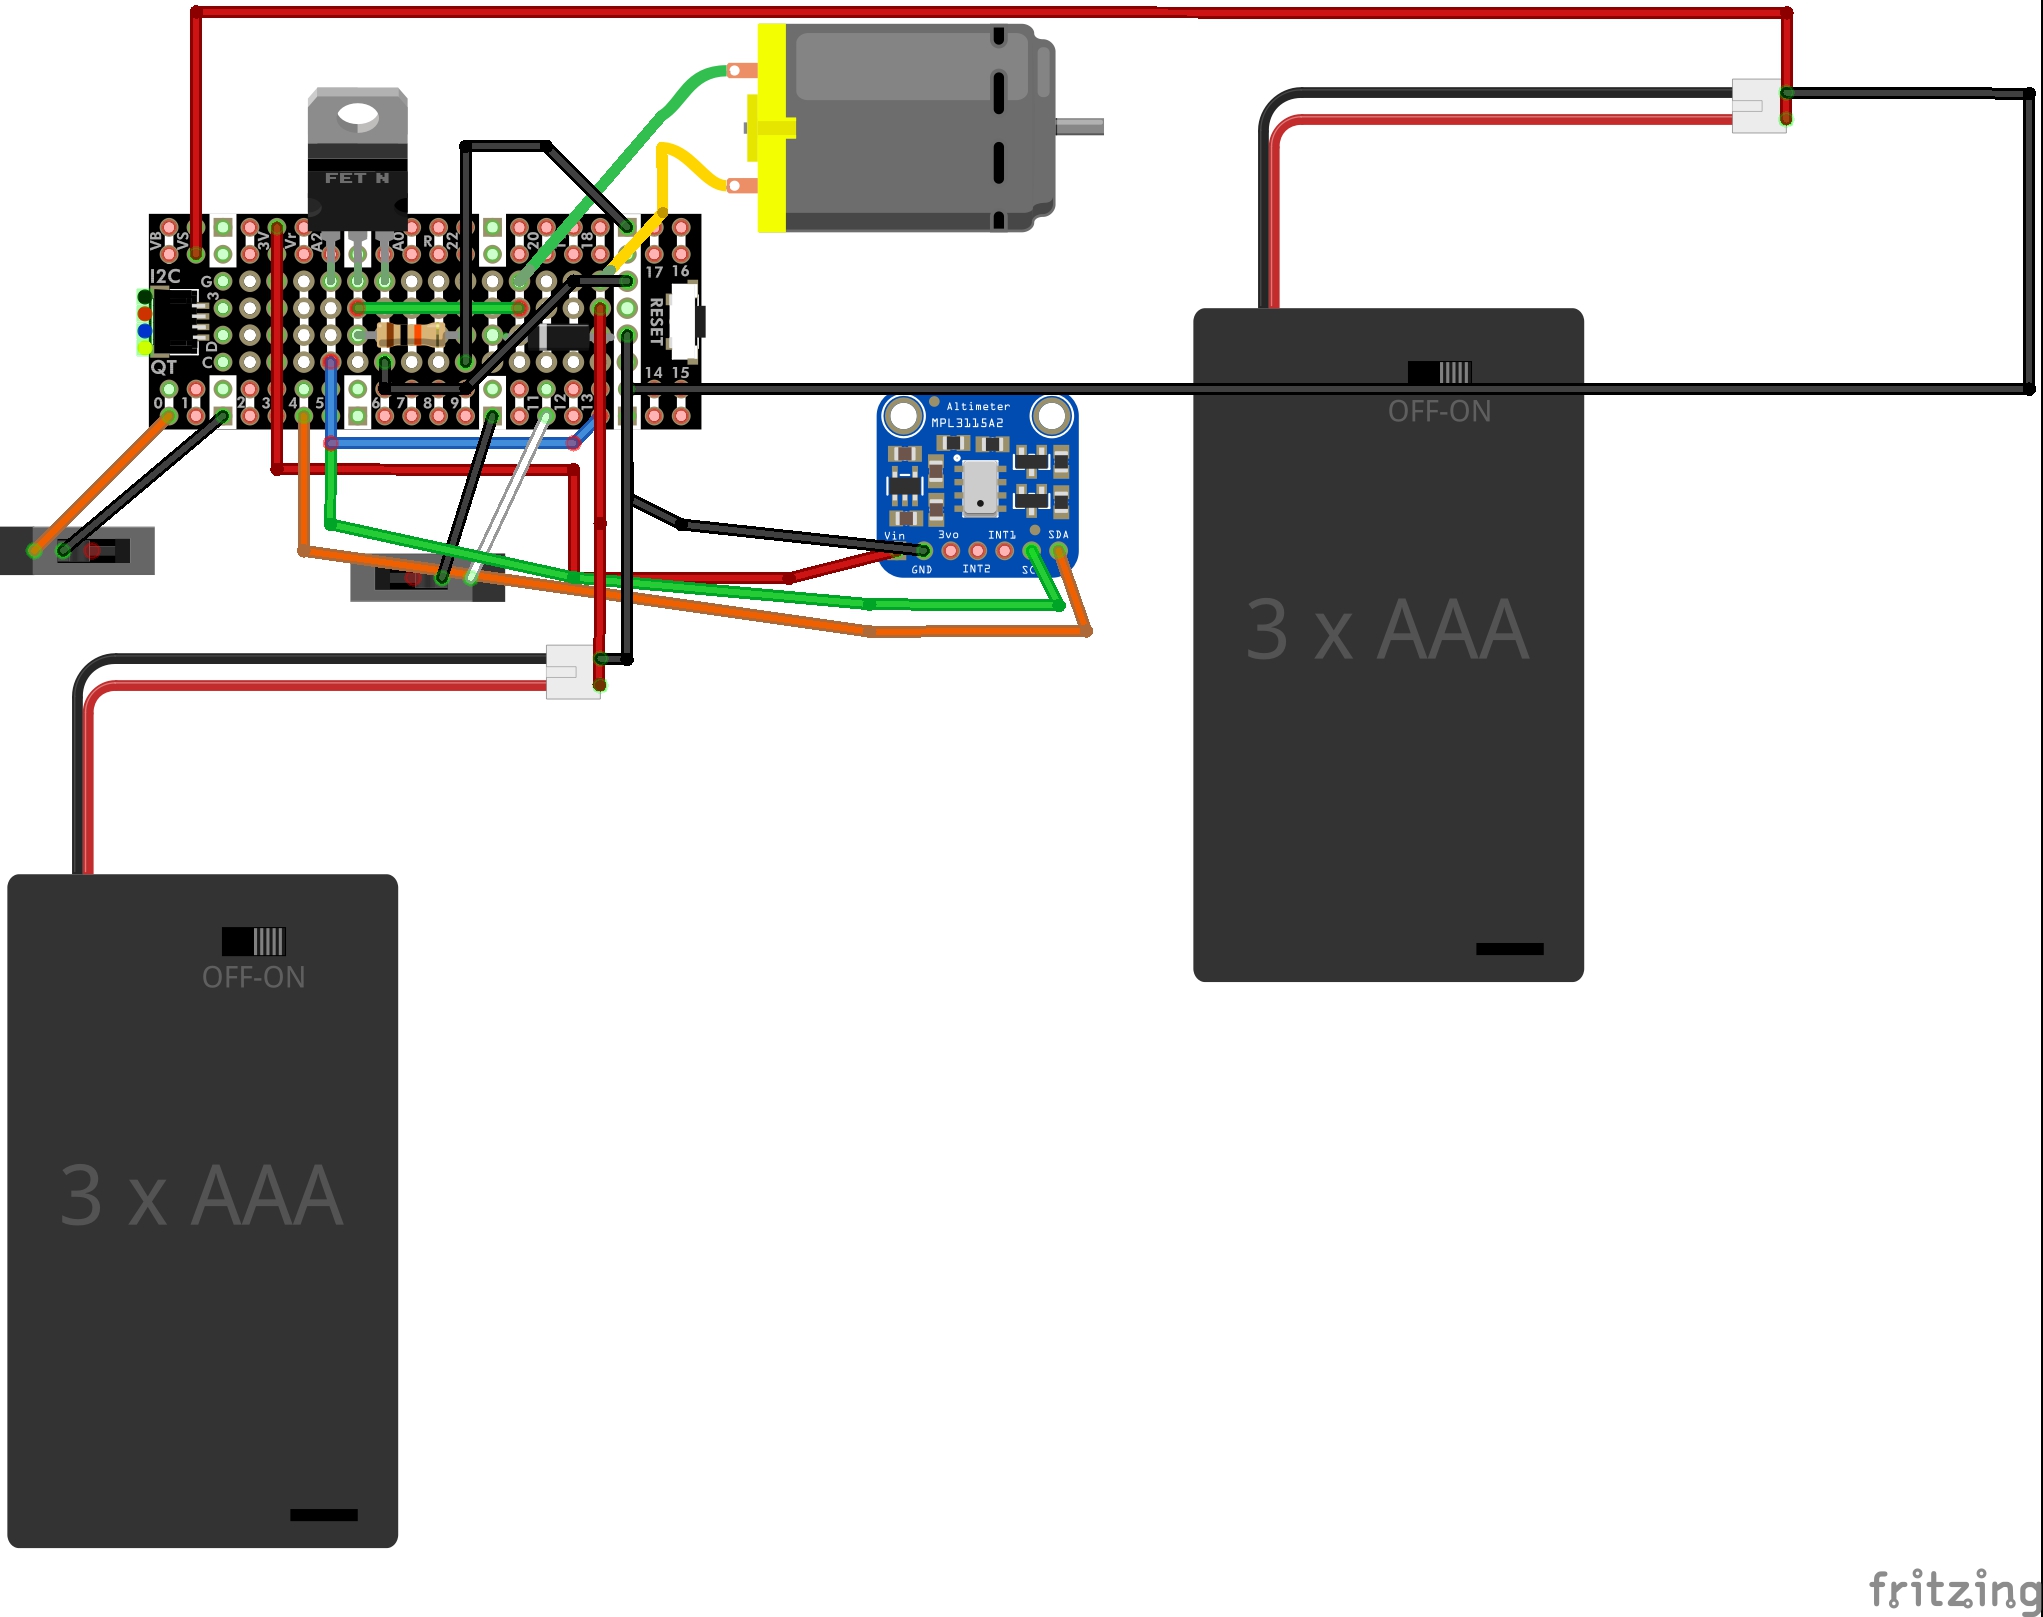 FET N
VB VS 3V Vr A2 A0 R 22 20 18
17 16
I2C
G
3
D
C
QT
RESET
14 15
0 1 2 3 4 5 6 7 8 9 11 12 13
Altimeter
MPL3115A2
OFF-ON
Vin 3vo INT1 SDA
GND INT2 SC
3 x AAA
OFF-ON
3 x AAA
fritzing